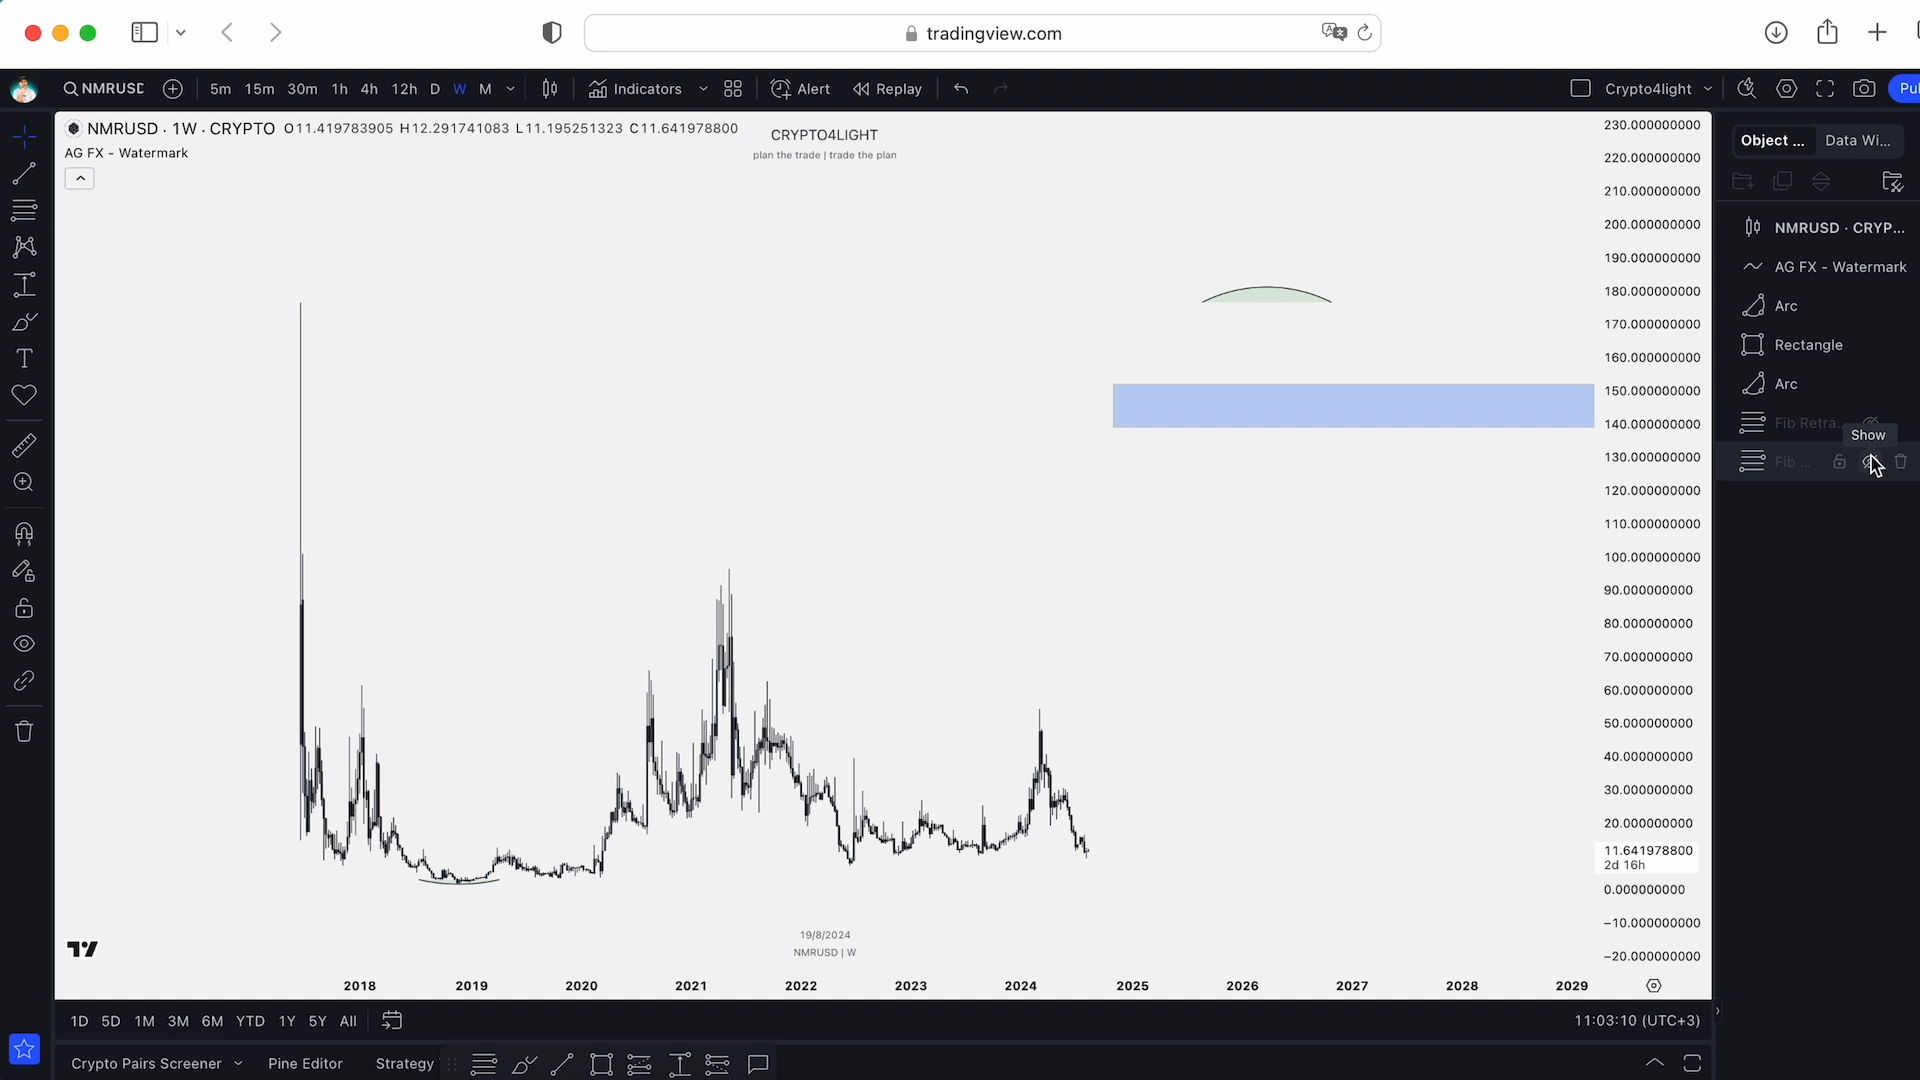 tradingview.com
NMRUSD 5m 15m 30m 1h 4h 12h D W M Indicators Alert Replay Crypto4light
NMRUSD · 1W · CRYPTO O11.419783905 H12.291741083 L11.195251323 C11.641978800
AG FX - Watermark
CRYPTO4LIGHT
plan the trade | trade the plan
230.000000000
220.000000000
210.000000000
200.000000000
190.000000000
180.000000000
170.000000000
160.000000000
150.000000000
140.000000000
130.000000000
120.000000000
110.000000000
100.000000000
90.000000000
80.000000000
70.000000000
60.000000000
50.000000000
40.000000000
30.000000000
20.000000000
11.641978800
2d 16h
0.000000000
−10.000000000
−20.000000000
Object ... Data Wi...
NMRUSD · CRYP...
AG FX - Watermark
Arc
Rectangle
Arc
Fib Retra...
Show
Fib ...
19/8/2024
NMRUSD | W
2018 2019 2020 2021 2022 2023 2024 2025 2026 2027 2028 2029
1D 5D 1M 3M 6M YTD 1Y 5Y All 11:03:10 (UTC+3)
Crypto Pairs Screener Pine Editor Strategy